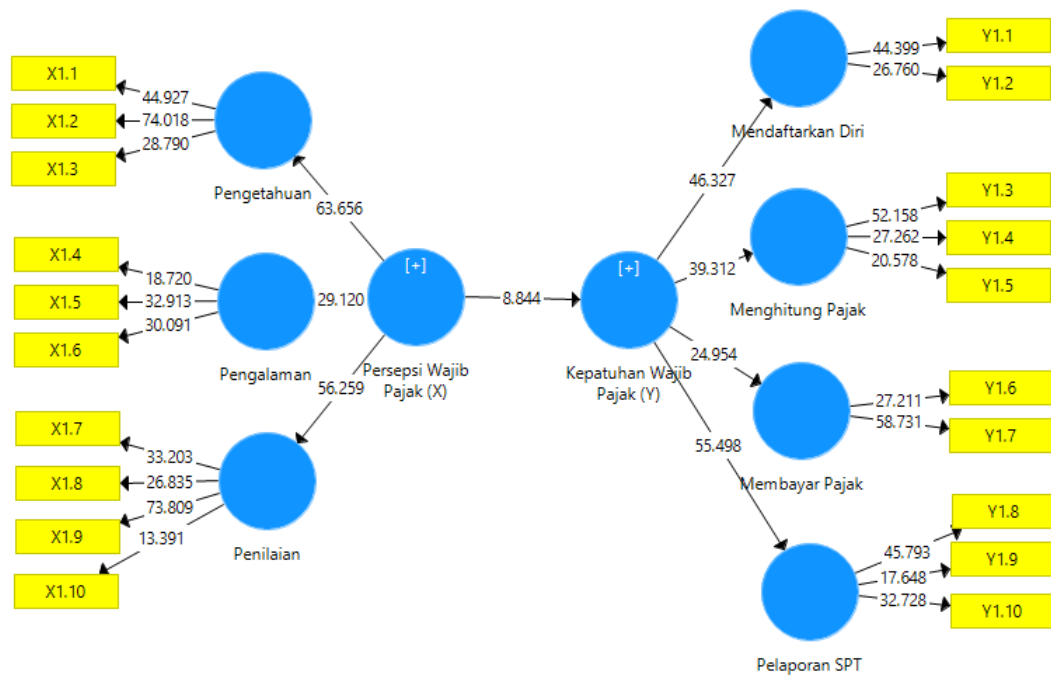 X1.1
44.927
X1.2
74.018
X1.3
28.790
Pengetahuan
63.656
X1.4
18.720
X1.5
32.913
X1.6
30.091
Pengalaman
29.120
[+]
Persepsi Wajib
Pajak (X)
56.259
X1.7
33.203
X1.8
26.835
X1.9
73.809
X1.10
13.391
Penilaian
8.844
[+]
Kepatuhan Wajib
Pajak (Y)
46.327
Mendaftarkan Diri
44.399
Y1.1
26.760
Y1.2
39.312
Menghitung Pajak
52.158
Y1.3
27.262
Y1.4
20.578
Y1.5
24.954
Membayar Pajak
27.211
Y1.6
58.731
Y1.7
55.498
Pelaporan SPT
45.793
Y1.8
17.648
Y1.9
32.728
Y1.10